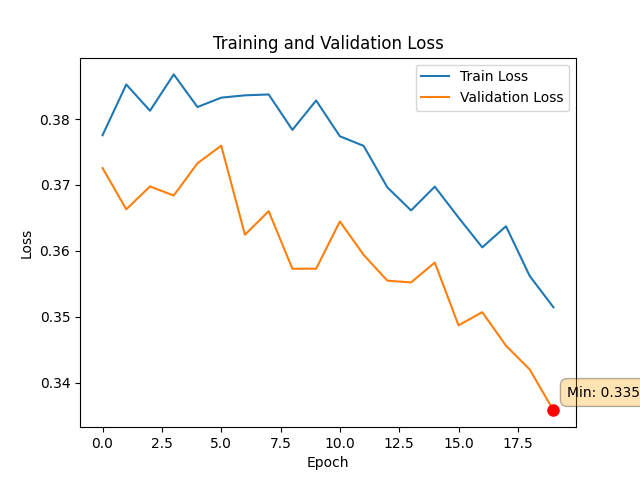 Training and Validation Loss
Train Loss
Validation Loss
0.38
0.37
0.36
0.35
0.34
Loss
Min: 0.335
0.0 2.5 5.0 7.5 10.0 12.5 15.0 17.5
Epoch